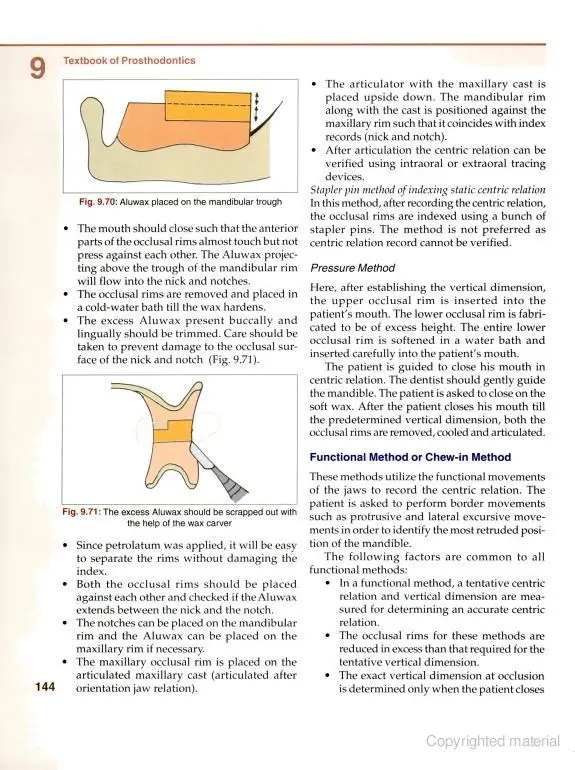 9
Textbook of Prosthodontics
Fig. 9.70: Aluwax placed on the mandibular trough
• The mouth should close such that the anterior
parts of the occlusal rims almost touch but not
press against each other. The Aluwax projec-
ting above the trough of the mandibular rim
will flow into the nick and notches.
• The occlusal rims are removed and placed in
a cold-water bath till the wax hardens.
• The excess Aluwax present buccally and
lingually should be trimmed. Care should be
taken to prevent damage to the occlusal sur-
face of the nick and notch (Fig. 9.71).
Fig. 9.71: The excess Aluwax should be scrapped out with
the help of the wax carver
• Since petrolatum was applied, it will be easy
to separate the rims without damaging the
index.
• Both the occlusal rims should be placed
against each other and checked if the Aluwax
extends between the nick and the notch.
• The notches can be placed on the mandibular
rim and the Aluwax can be placed on the
maxillary rim if necessary.
• The maxillary occlusal rim is placed on the
articulated maxillary cast (articulated after
orientation jaw relation).
144
• The articulator with the maxillary cast is
placed upside down. The mandibular rim
along with the cast is positioned against the
maxillary rim such that it coincides with index
records (nick and notch).
• After articulation the centric relation can be
verified using intraoral or extraoral tracing
devices.
Stapler pin method of indexing static centric relation
In this method, after recording the centric relation,
the occlusal rims are indexed using a bunch of
stapler pins. The method is not preferred as
centric relation record cannot be verified.
Pressure Method
Here, after establishing the vertical dimension,
the upper occlusal rim is inserted into the
patient's mouth. The lower occlusal rim is fabri-
cated to be of excess height. The entire lower
occlusal rim is softened in a water bath and
inserted carefully into the patient's mouth.
The patient is guided to close his mouth in
centric relation. The dentist should gently guide
the mandible. The patient is asked to close on the
soft wax. After the patient closes his mouth till
the predetermined vertical dimension, both the
occlusal rims are removed, cooled and articulated.
Functional Method or Chew-in Method
These methods utilize the functional movements
of the jaws to record the centric relation. The
patient is asked to perform border movements
such as protrusive and lateral excursive move-
ments in order to identify the most retruded posi-
tion of the mandible.
The following factors are common to all
functional methods:
• In a functional method, a tentative centric
relation and vertical dimension are mea-
sured for determining an accurate centric
relation.
• The occlusal rims for these methods are
reduced in excess than that required for the
tentative vertical dimension.
• The exact vertical dimension at occlusion
is determined only when the patient closes
Copyrighted material